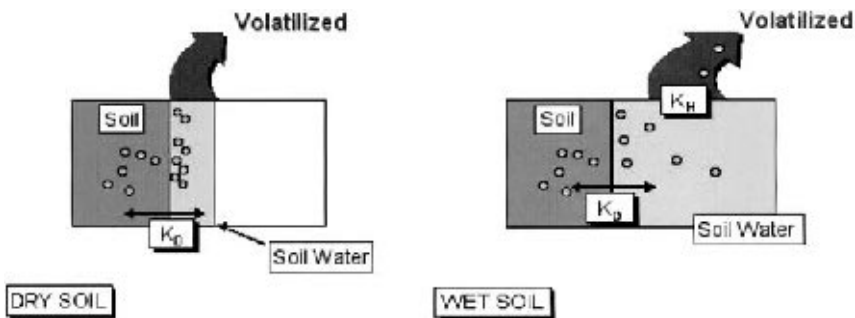 Volatilized
Soil
K_D
Soil Water
DRY SOIL
Volatilized
K_H
Soil
K_D
Soil Water
WET SOIL